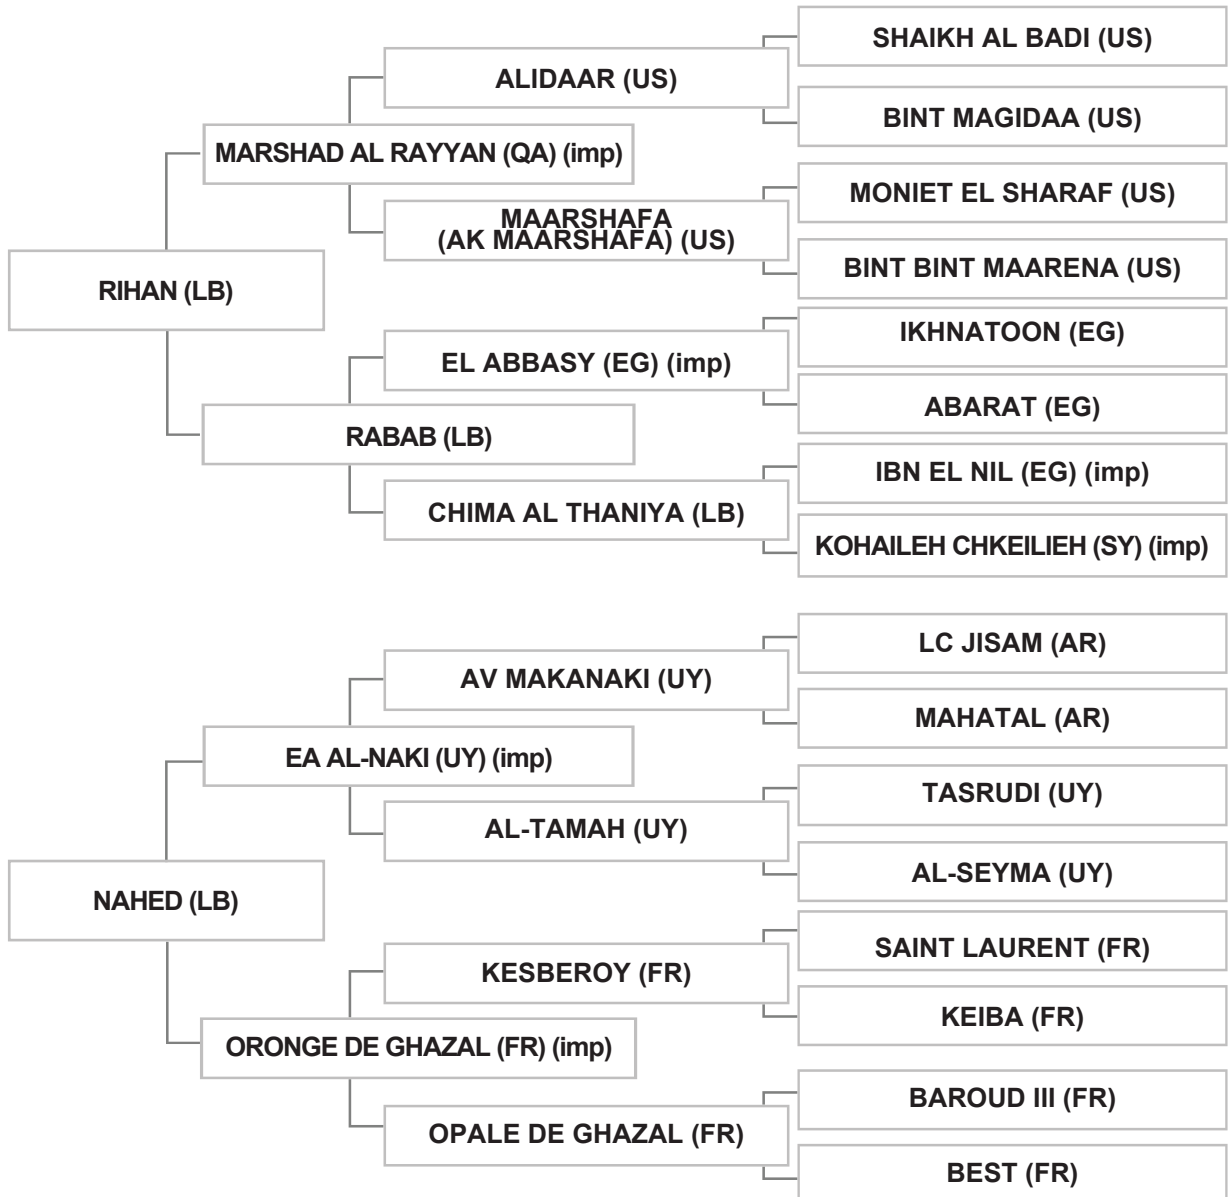 SHAIKH AL BADI (US)
ALIDAAR (US)
BINT MAGIDAA (US)
MARSHAD AL RAYYAN (QA) (imp)
MONIET EL SHARAF (US)
MAARSHAFA
(AK MAARSHAFA) (US)
BINT BINT MAARENA (US)
RIHAN (LB)
IKHNATOON (EG)
EL ABBASY (EG) (imp)
ABARAT (EG)
RABAB (LB)
IBN EL NIL (EG) (imp)
CHIMA AL THANIYA (LB)
KOHAILEH CHKEILIEH (SY) (imp)
LC JISAM (AR)
AV MAKANAKI (UY)
MAHATAL (AR)
EA AL-NAKI (UY) (imp)
TASRUDI (UY)
AL-TAMAH (UY)
AL-SEYMA (UY)
NAHED (LB)
SAINT LAURENT (FR)
KESBEROY (FR)
KEIBA (FR)
ORONGE DE GHAZAL (FR) (imp)
BAROUD III (FR)
OPALE DE GHAZAL (FR)
BEST (FR)